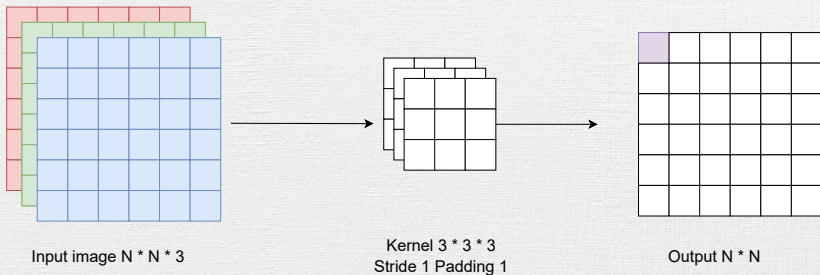 Input image N * N * 3
Kernel 3 * 3 * 3
Stride 1 Padding 1
Output N * N